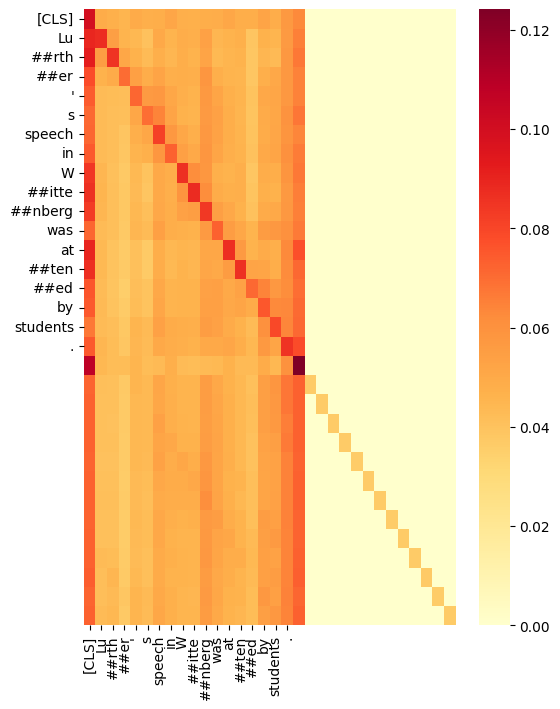 [CLS]
Lu
##rth
##er
'
s
speech
in
W
##itte
##nberg
was
at
##ten
##ed
by
students
.
0.12
0.10
0.08
0.06
0.04
0.02
0.00
[CLS]
Lu
##rth
##er
'
s
speech
in
W
##itte
##nberg
was
at
##ten
##ed
by
students
.